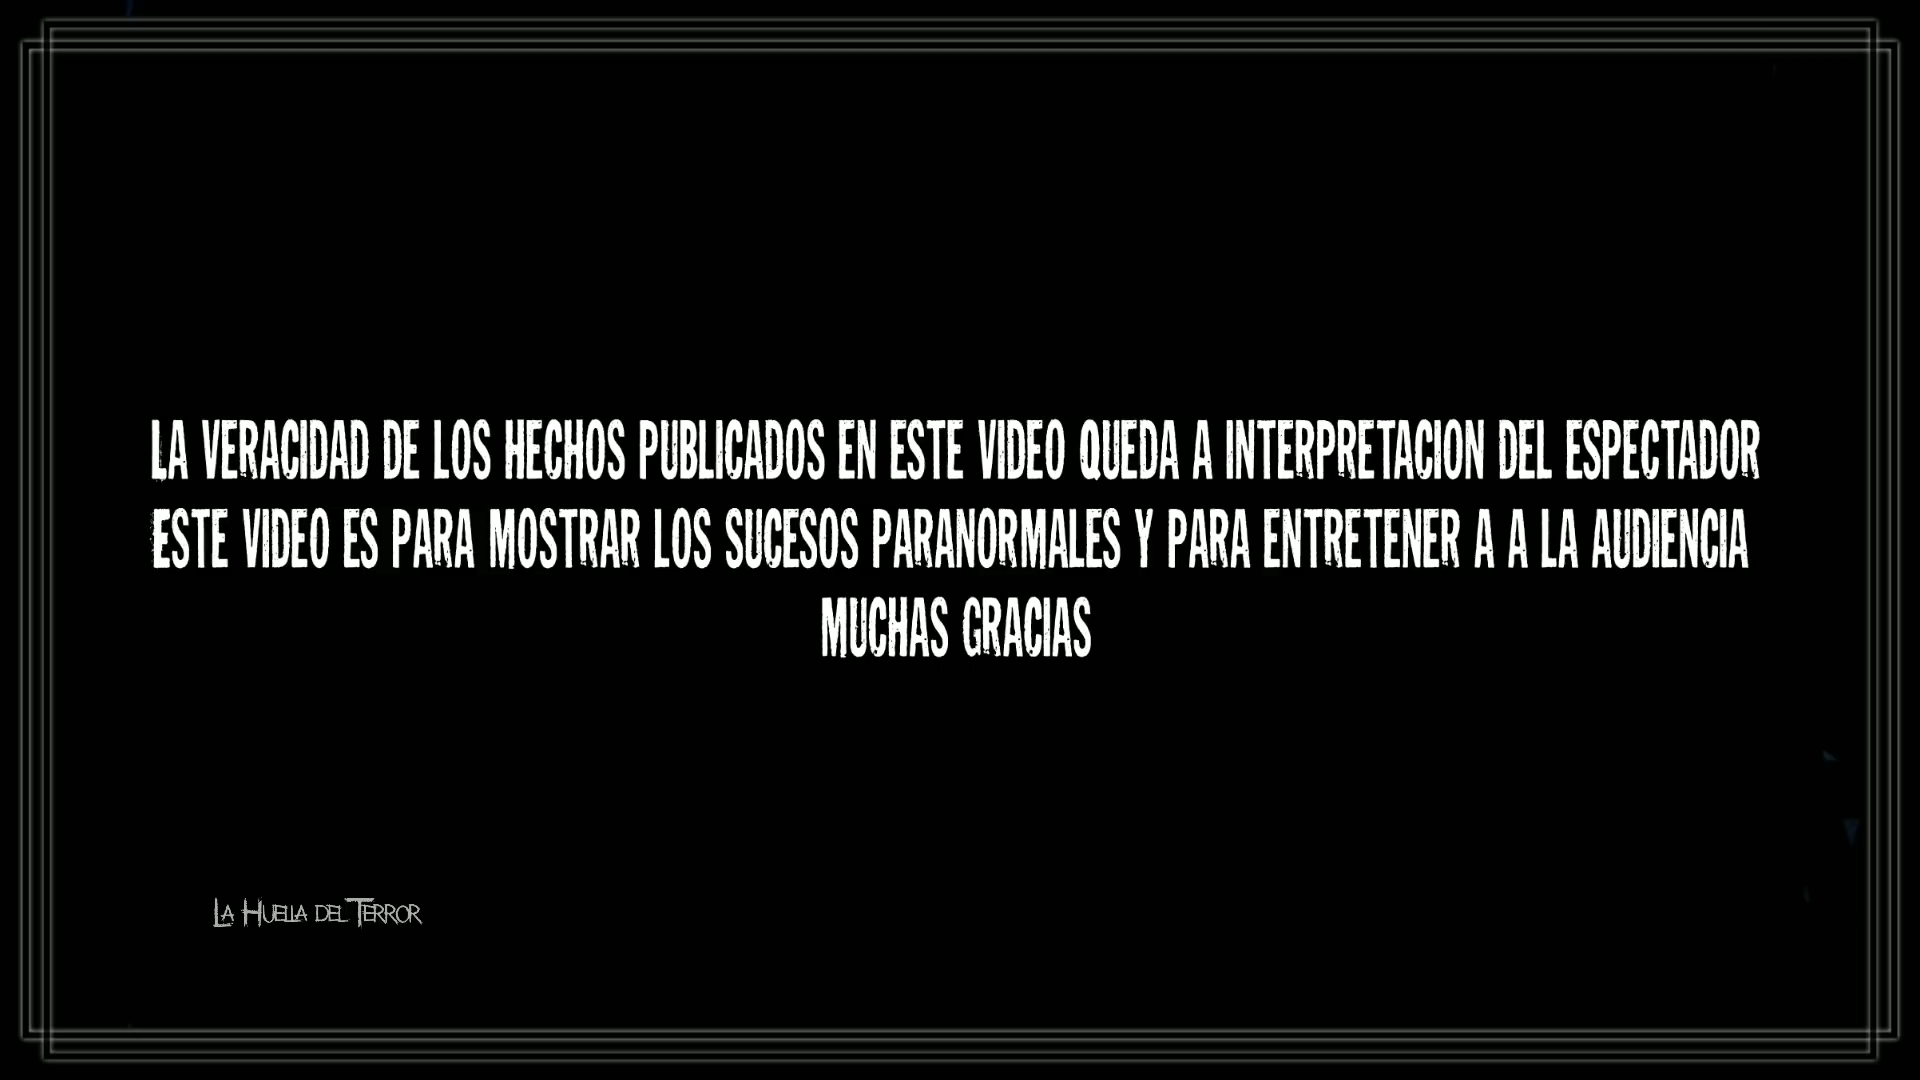 LA VERACIDAD DE LOS HECHOS PUBLICADOS EN ESTE VIDEO QUEDA A INTERPRETACION DEL ESPECTADOR
ESTE VIDEO ES PARA MOSTRAR LOS SUCESOS PARANORMALES Y PARA ENTRETENER A A LA AUDIENCIA
MUCHAS GRACIAS
La Huella del Terror